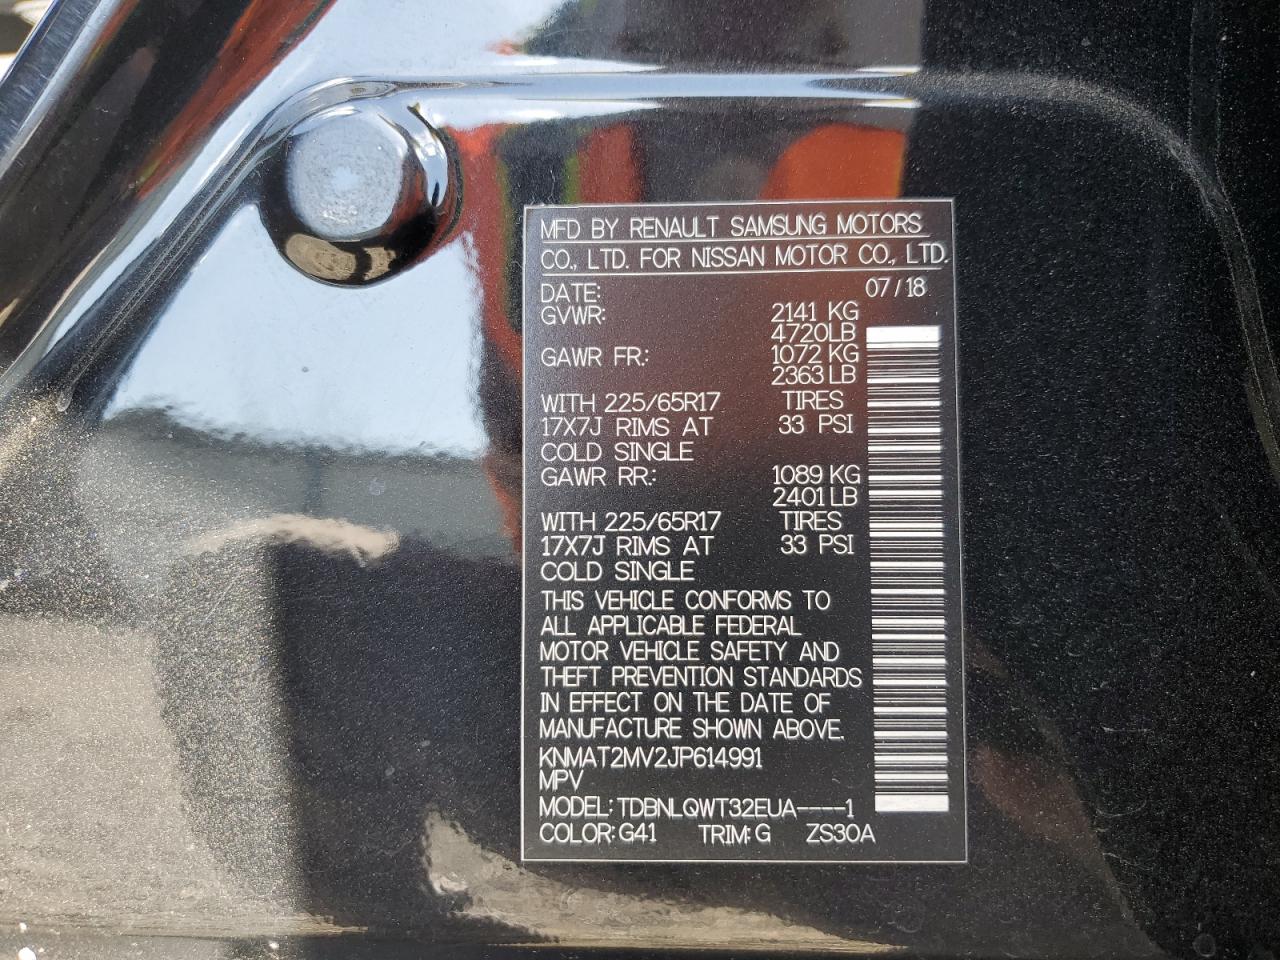 MFD BY RENAULT SAMSUNG MOTORS
CO., LTD. FOR NISSAN MOTOR CO., LTD.
DATE: 07/18
GVWR: 2141 KG
4720LB
GAWR FR: 1072 KG
2363LB
WITH 225/65R17 TIRES
17X7J RIMS AT 33 PSI
COLD SINGLE
GAWR RR: 1089 KG
2401LB
WITH 225/65R17 TIRES
17X7J RIMS AT 33 PSI
COLD SINGLE
THIS VEHICLE CONFORMS TO
ALL APPLICABLE FEDERAL
MOTOR VEHICLE SAFETY AND
THEFT PREVENTION STANDARDS
IN EFFECT ON THE DATE OF
MANUFACTURE SHOWN ABOVE.
KNMAT2MV2JP614991
MPV
MODEL: TDBNLQWT32EUA----1
COLOR: G41 TRIM: G ZS30A